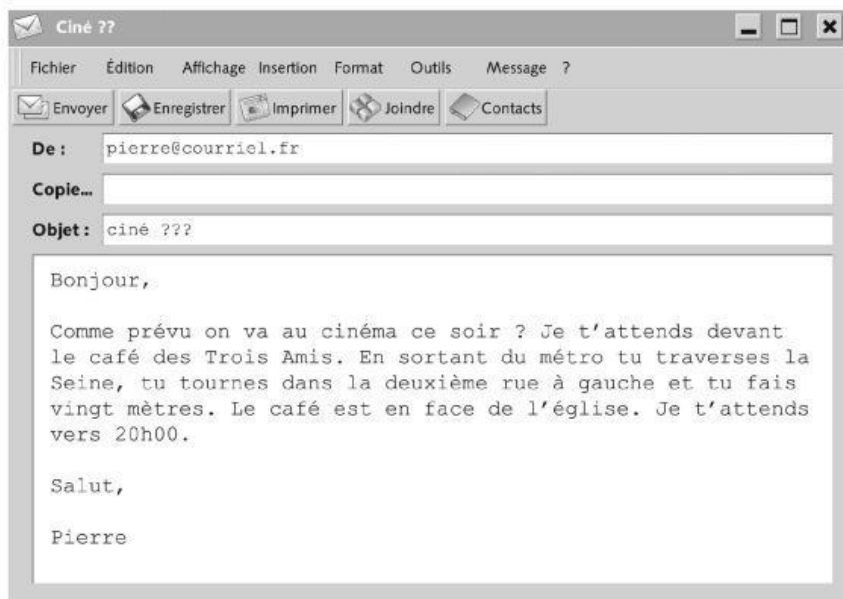 Ciné ??
Fichier Édition Affichage Insertion Format Outils Message ?
Envoyer Enregistrer Imprimer Joindre Contacts
De : pierre@courriel.fr
Copie...
Objet : ciné ???
Bonjour,
Comme prévu on va au cinéma ce soir ? Je t'attends devant
le café des Trois Amis. En sortant du métro tu traverses la
Seine, tu tournes dans la deuxième rue à gauche et tu fais
vingt mètres. Le café est en face de l'église. Je t'attends
vers 20h00.
Salut,
Pierre